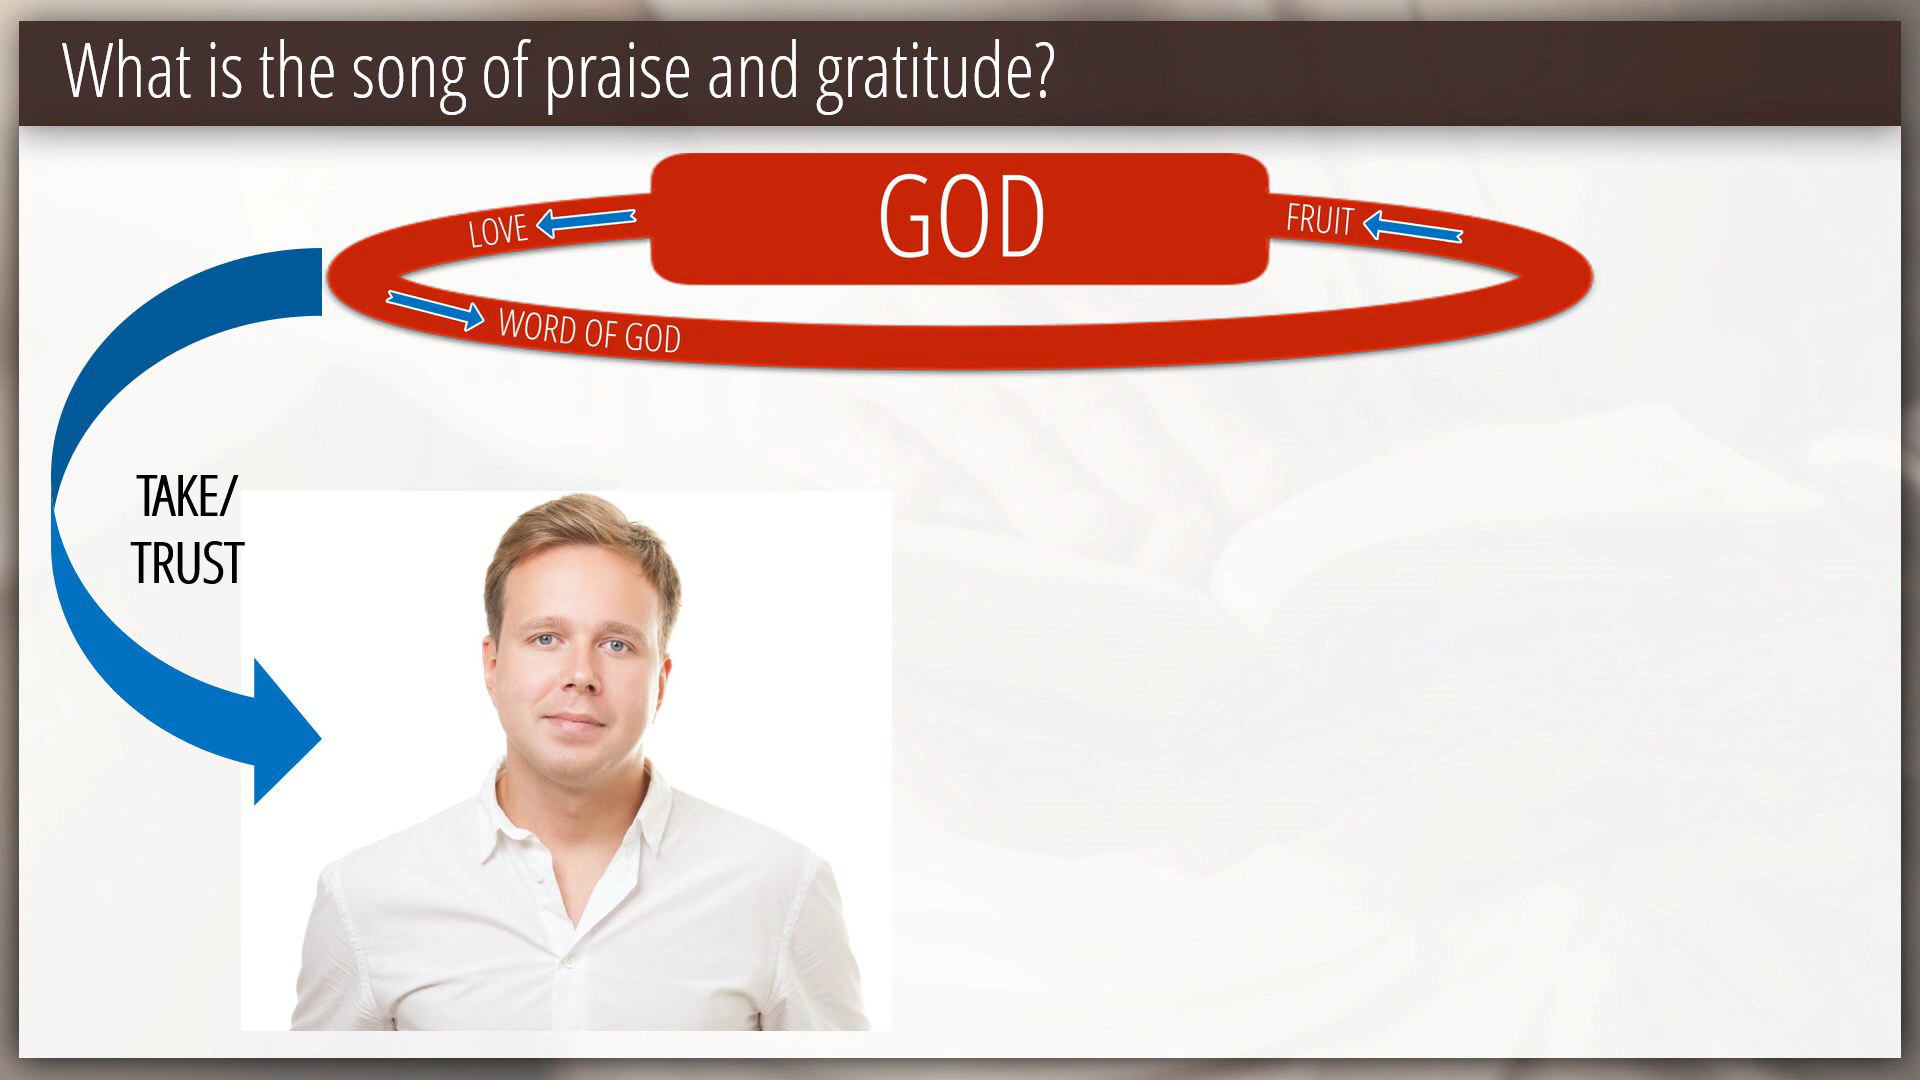 What is the song of praise and gratitude?
GOD
LOVE
FRUIT
WORD OF GOD
TAKE/
TRUST